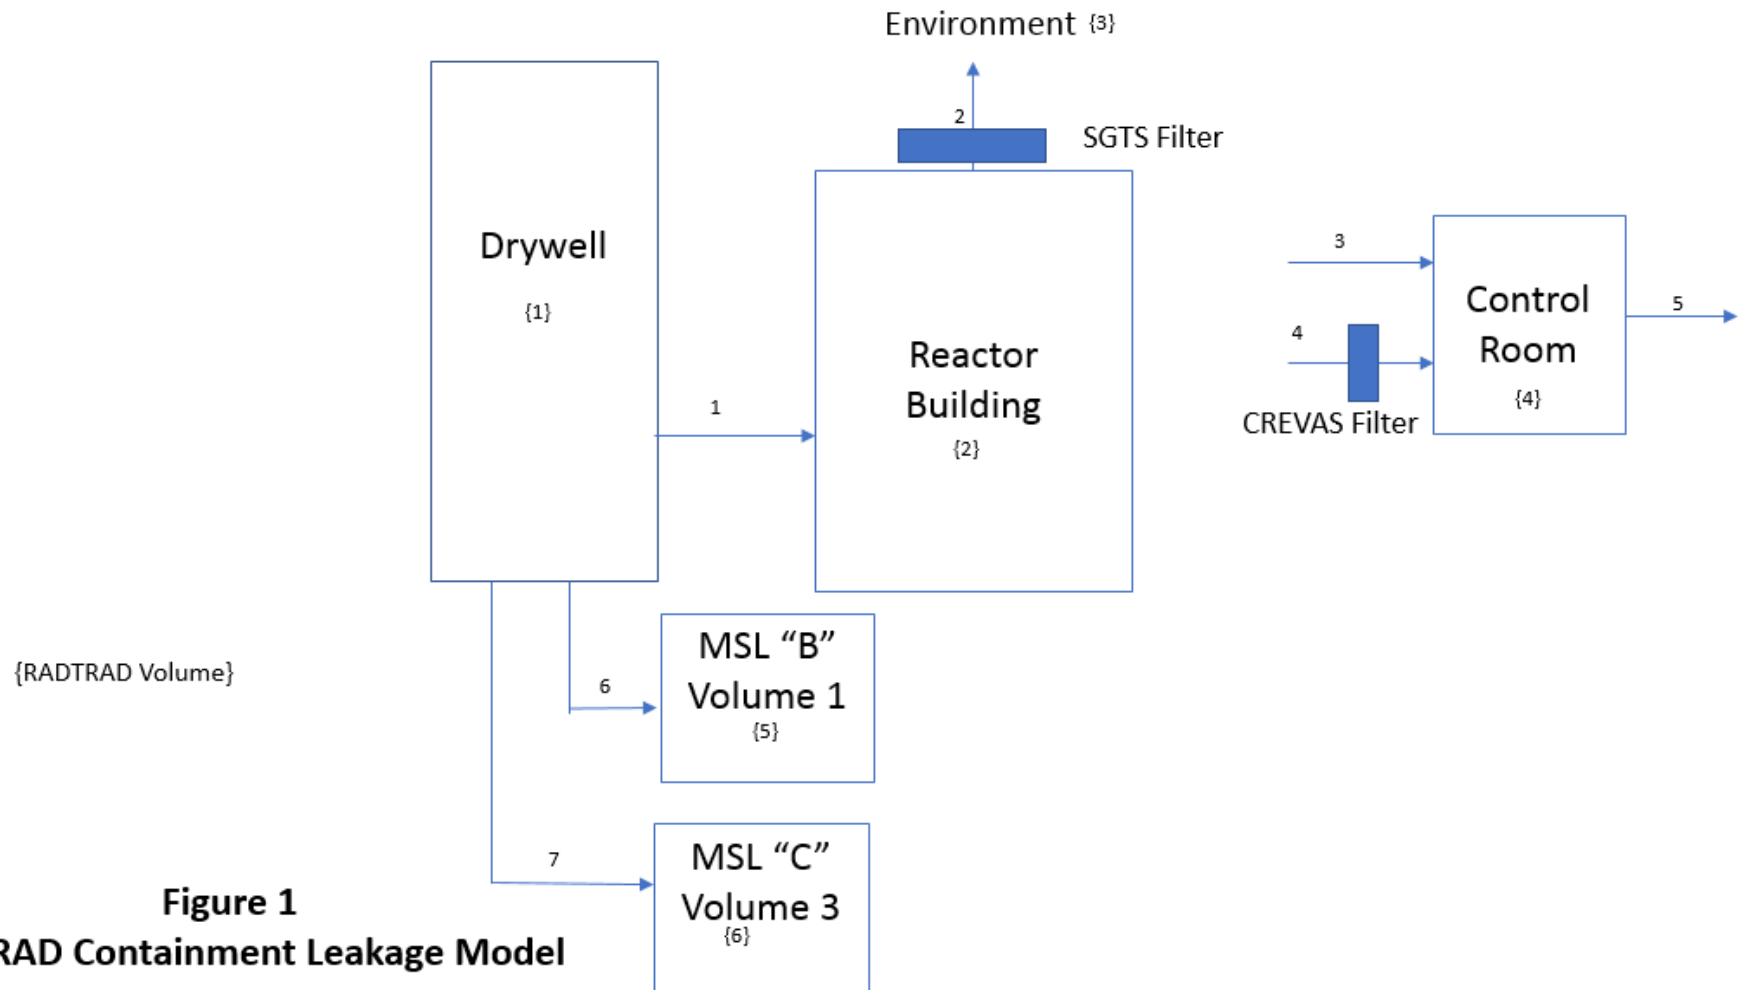 Environment {3}
2
SGTS Filter
Drywell
{1}
Reactor
Building
{2}
1
3
4
CREVAS Filter
Control
Room
{4}
5
MSL “B”
Volume 1
{5}
6
{RADTRAD Volume}
7
MSL “C”
Volume 3
{6}
Figure 1
RAD Containment Leakage Model